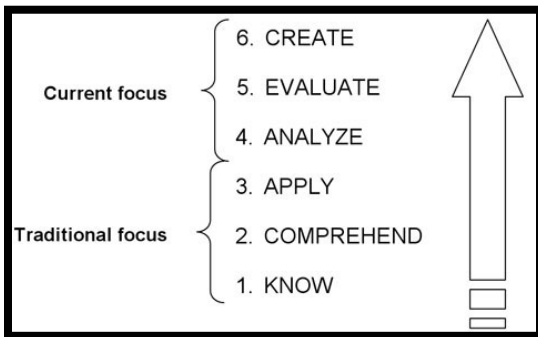 6. CREATE
Current focus
5. EVALUATE
4. ANALYZE
3. APPLY
Traditional focus
2. COMPREHEND
1. KNOW